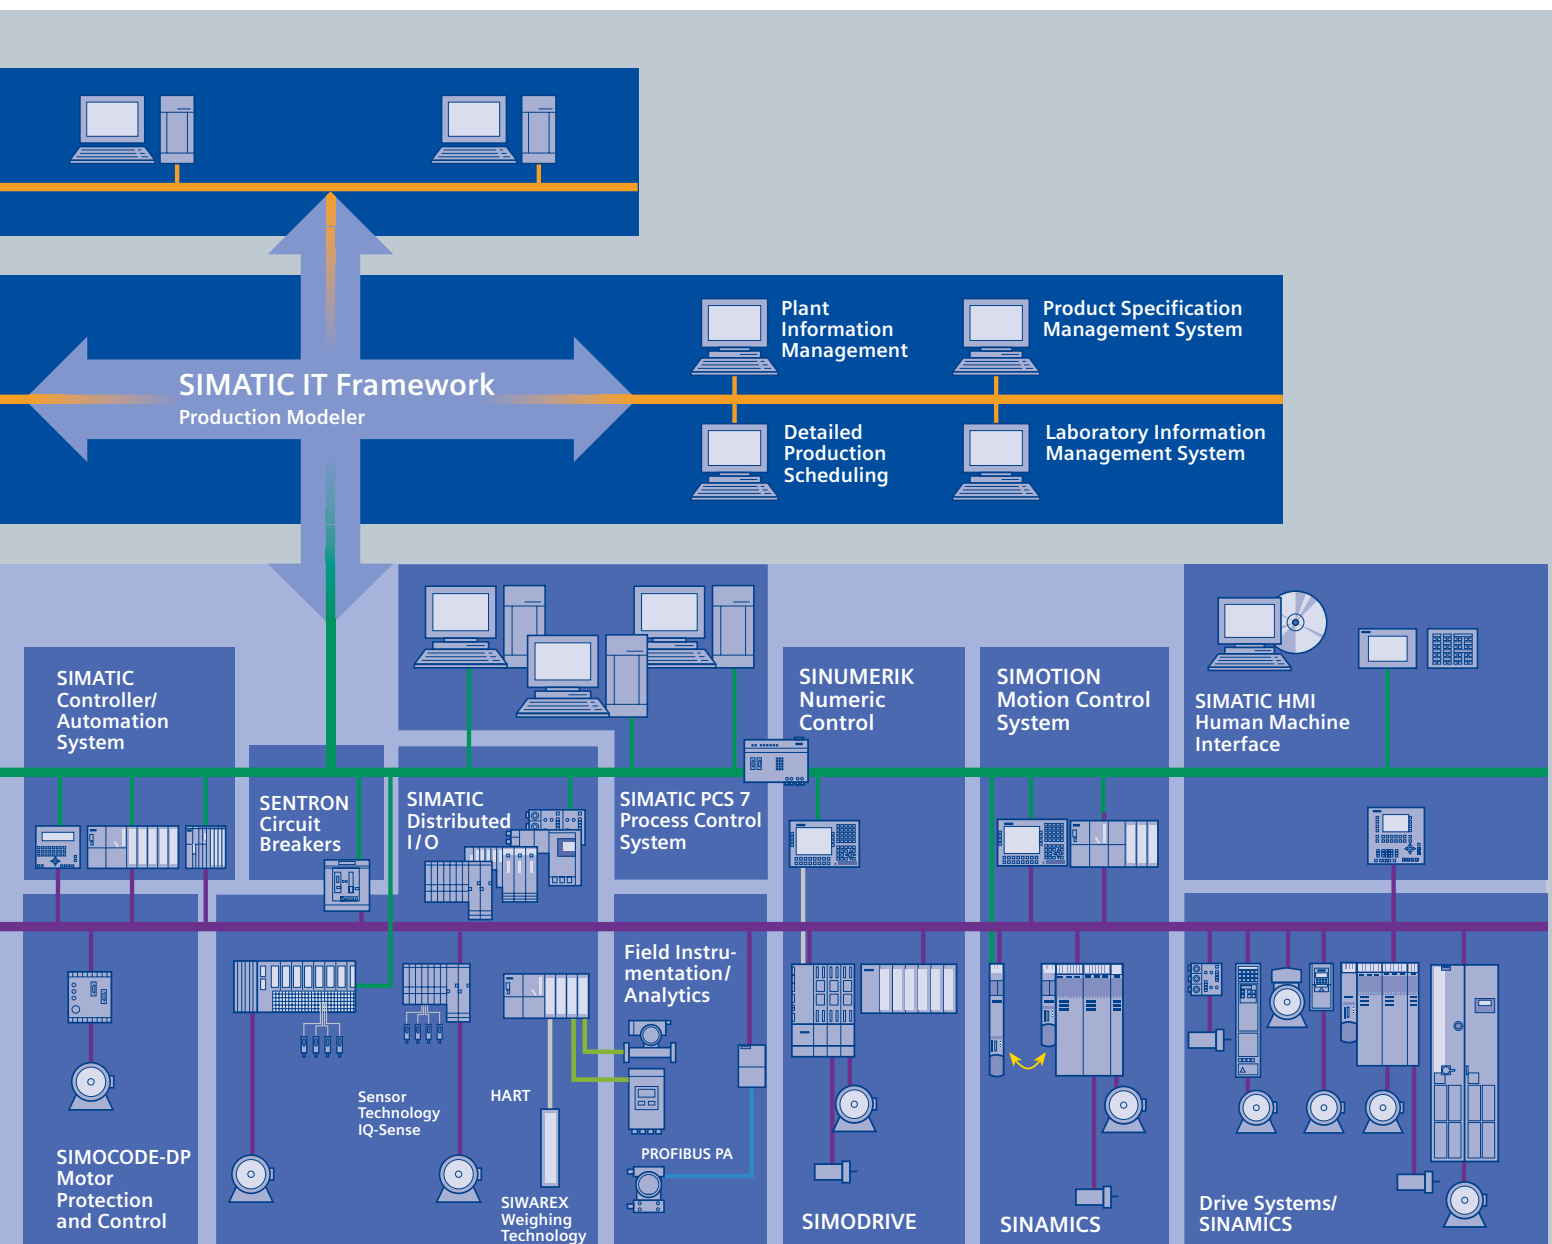 Plant
Information
Management
Product Specification
Management System
SIMATIC IT Framework
Production Modeler
Detailed
Production
Scheduling
Laboratory Information
Management System
SIMATIC
Controller/
Automation
System
SINUMERIK
Numeric
Control
SIMOTION
Motion Control
System
SIMATIC HMI
Human Machine
Interface
SENTRON
Circuit
Breakers
SIMATIC
Distributed
I/O
SIMATIC PCS 7
Process Control
System
Field Instru-
mentation/
Analytics
Sensor
Technology
IQ-Sense
HART
PROFIBUS PA
SIMOCODE-DP
Motor
Protection
and Control
SIWAREX
Weighing
Technology
SIMODRIVE
SINAMICS
Drive Systems/
SINAMICS